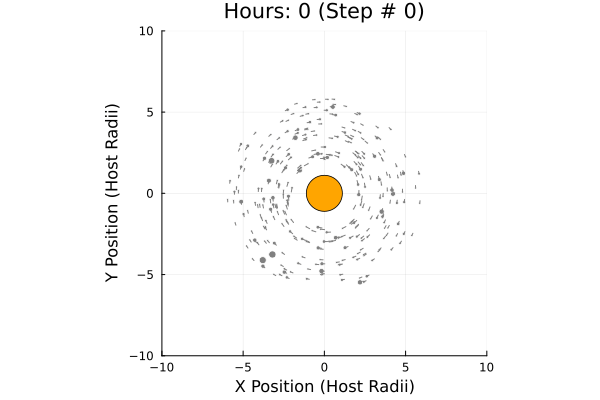 Hours: 0 (Step # 0)
10
5
0
−5
−10
Y Position (Host Radii)
−10 −5 0 5 10
X Position (Host Radii)